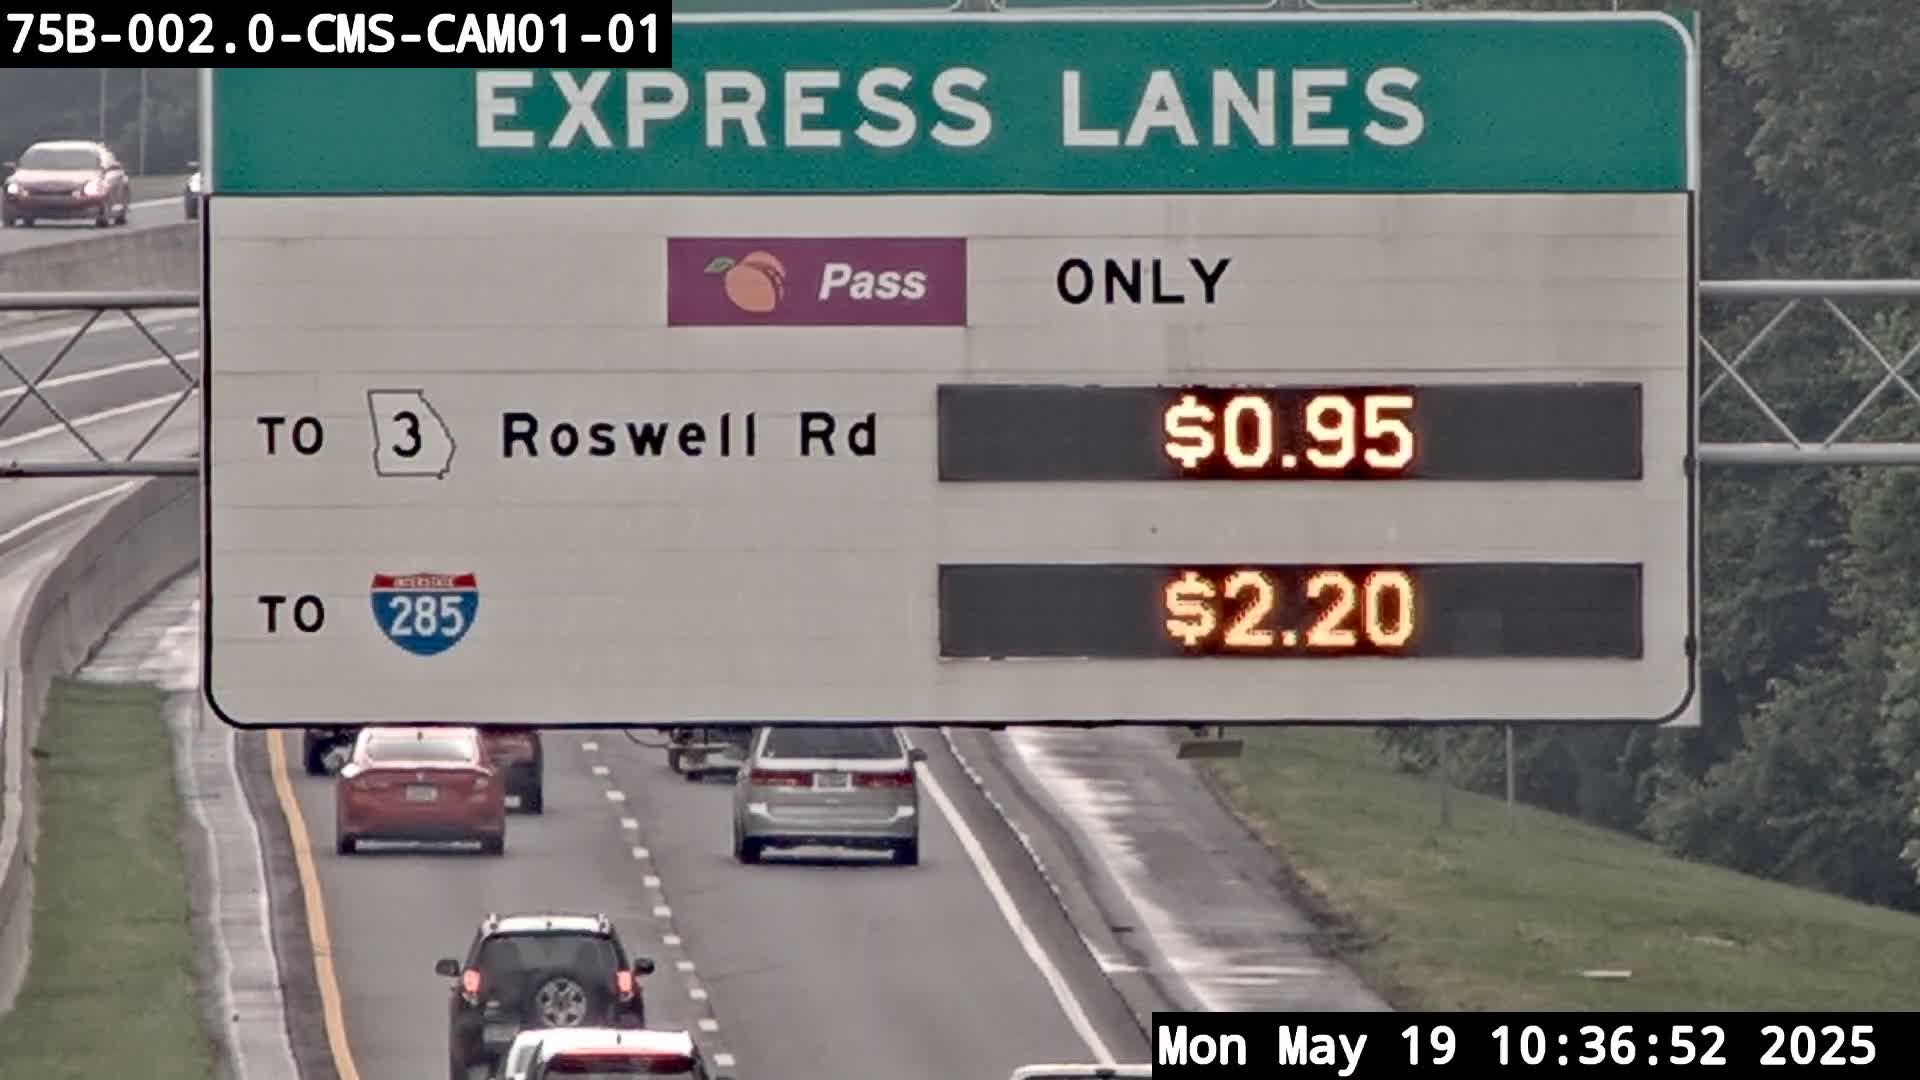 75B-002.0-CMS-CAM01-01
EXPRESS LANES
Pass ONLY
TO 3 Roswell Rd $0.95
TO INTERSTATE 285 $2.20
Mon May 19 10:36:52 2025